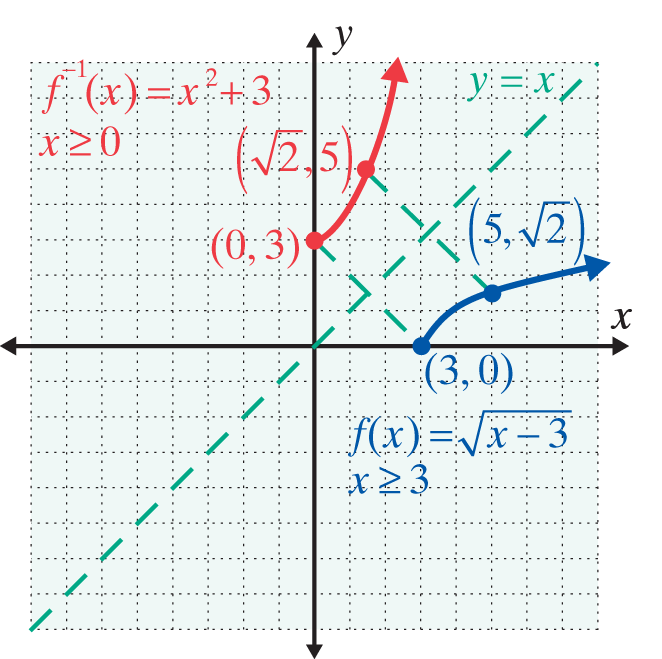 y
f⁻¹(x) = x² + 3
x ≥ 0
y = x
(√2, 5)
(5, √2)
(0, 3)
x
(3, 0)
f(x) = √(x − 3)
x ≥ 3